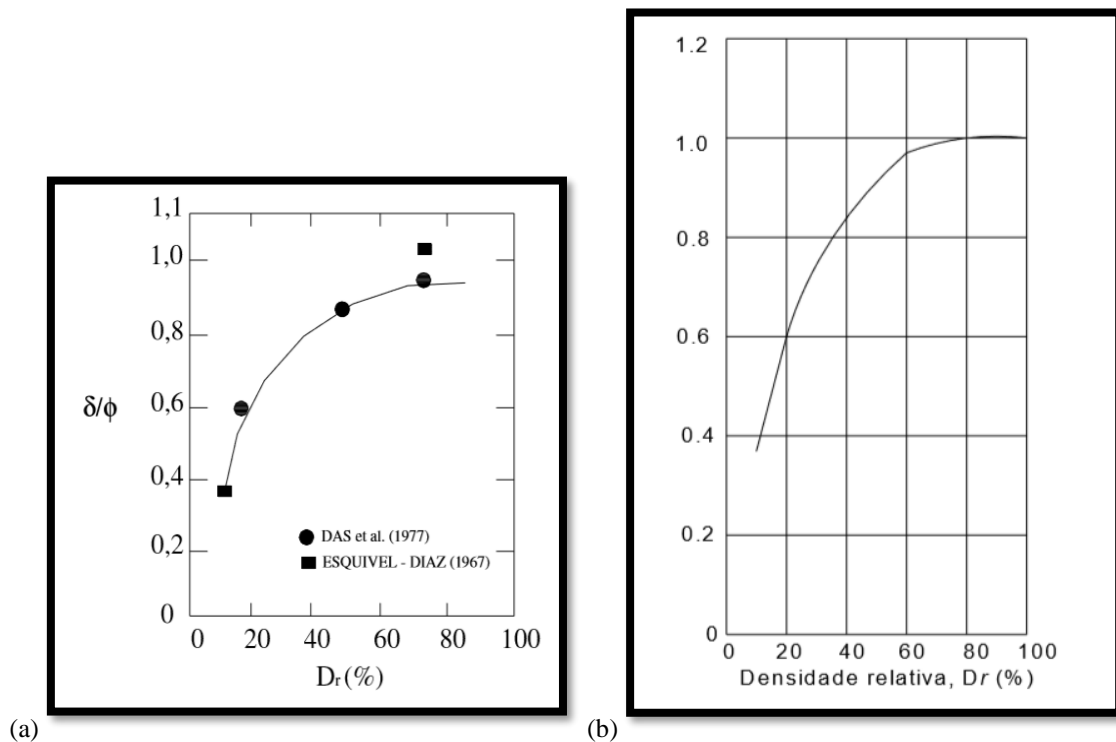 1,1
1,0
0,8
0,6
δ/ϕ
0,4
0,2
0
DAS et al. (1977)
ESQUIVEL - DIAZ (1967)
0 20 40 60 80 100
Dr (%)
(a)
1.2
1.0
0.8
0.6
0.4
0.2
0
0 20 40 60 80 100
Densidade relativa, Dr (%)
(b)